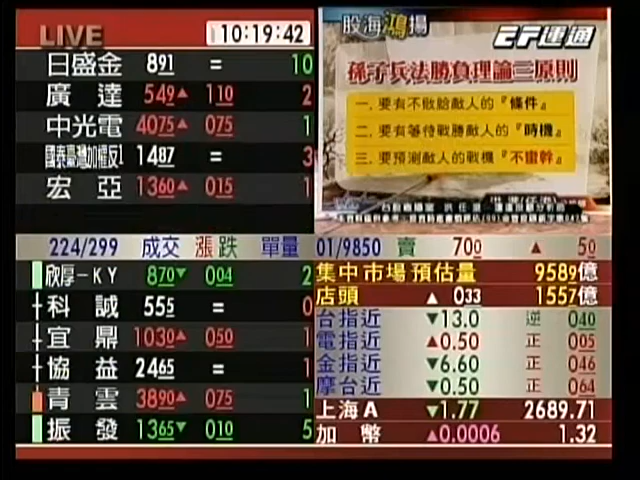 LIVE
10:19:42
日盛金 891 = 10
廣達 549▲ 110 2
中光電 4075▲ 075 1
國泰臺灣加權反1 1487 = 3
宏亞 1360▲ 015 1
股海鴻揚
EF運通
孫子兵法勝負理論三原則
一. 要有不敗給敵人的『條件』
二. 要有等待戰勝敵人的『時機』
三. 要預測敵人的戰機『不蠻幹』
224/299 成交 漲跌 單量
欣厚-KY 870▼ 004 2
科誠 555 = 0
宜鼎 1030▲ 050 1
協益 2465 = 1
青雲 3890▲ 075 1
振發 1365▼ 010 5
01/9850 賣 700 ▲ 50
集中市場預估量 9589億
店頭 ▲ 033 1557億
台指近 ▼13.0 逆 040
電指近 ▲0.50 正 005
金指近 ▼6.60 正 046
摩台近 ▼0.50 正 064
上海A ▼1.77 2689.71
加幣 ▲0.0006 1.32